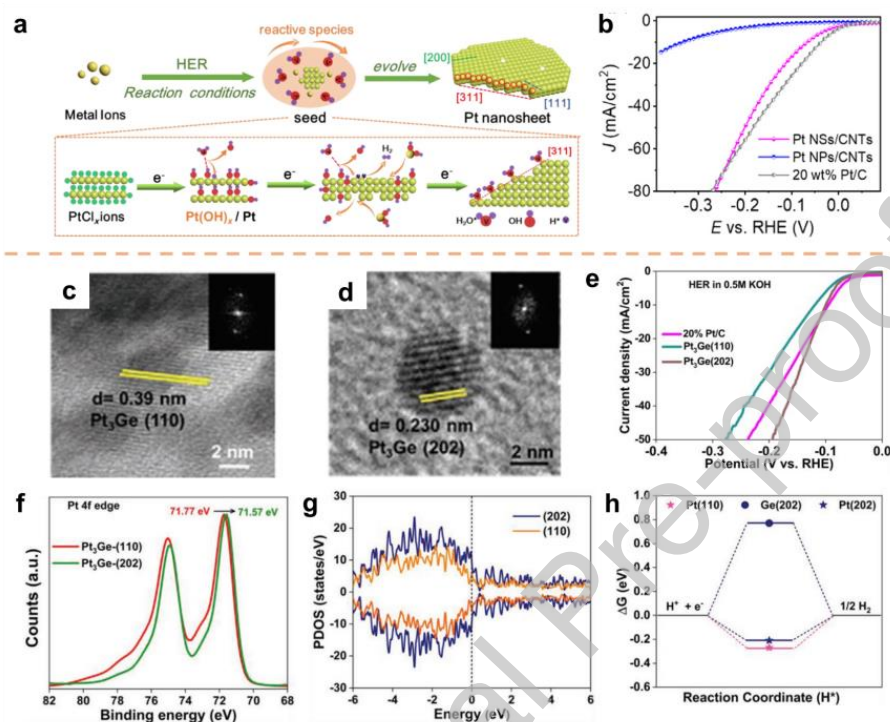 a
reactive species
HER
Reaction conditions
evolve
[200]
[311]
[111]
Metal Ions
seed
Pt nanosheet
e⁻
e⁻
e⁻
H₂
[311]
PtClₓions
Pt(OH)ₓ / Pt
H₃O⁺
OH
H*
b
0
-20
-40
-60
-80
J (mA/cm²)
Pt NSs/CNTs
Pt NPs/CNTs
20 wt% Pt/C
-0.3
-0.2
-0.1
0.0
E vs. RHE (V)
c
d= 0.39 nm
Pt₃Ge (110)
2 nm
d
d= 0.230 nm
Pt₃Ge (202)
2 nm
e
HER in 0.5M KOH
20% Pt/C
Pt₃Ge(110)
Pt₃Ge(202)
0
-10
-20
-30
-40
-50
Current density (mA/cm²)
-0.4
-0.3
-0.2
-0.1
0.0
Potential (V vs. RHE)
f
Pt 4f edge
71.77 eV
71.57 eV
Pt₃Ge-(110)
Pt₃Ge-(202)
Counts (a.u.)
82 80 78 76 74 72 70 68
Binding energy (eV)
g
(202)
(110)
30
20
10
0
-10
-20
-30
PDOS (states/eV)
-6 -4 -2 0 2 4 6
Energy (eV)
h
Pt(110)
Ge(202)
Pt(202)
1.0
0.8
0.6
0.4
0.2
0.0
-0.2
-0.4
-0.6
ΔG (eV)
H⁺ + e⁻
1/2 H₂
Reaction Coordinate (H*)
al Pre-proof